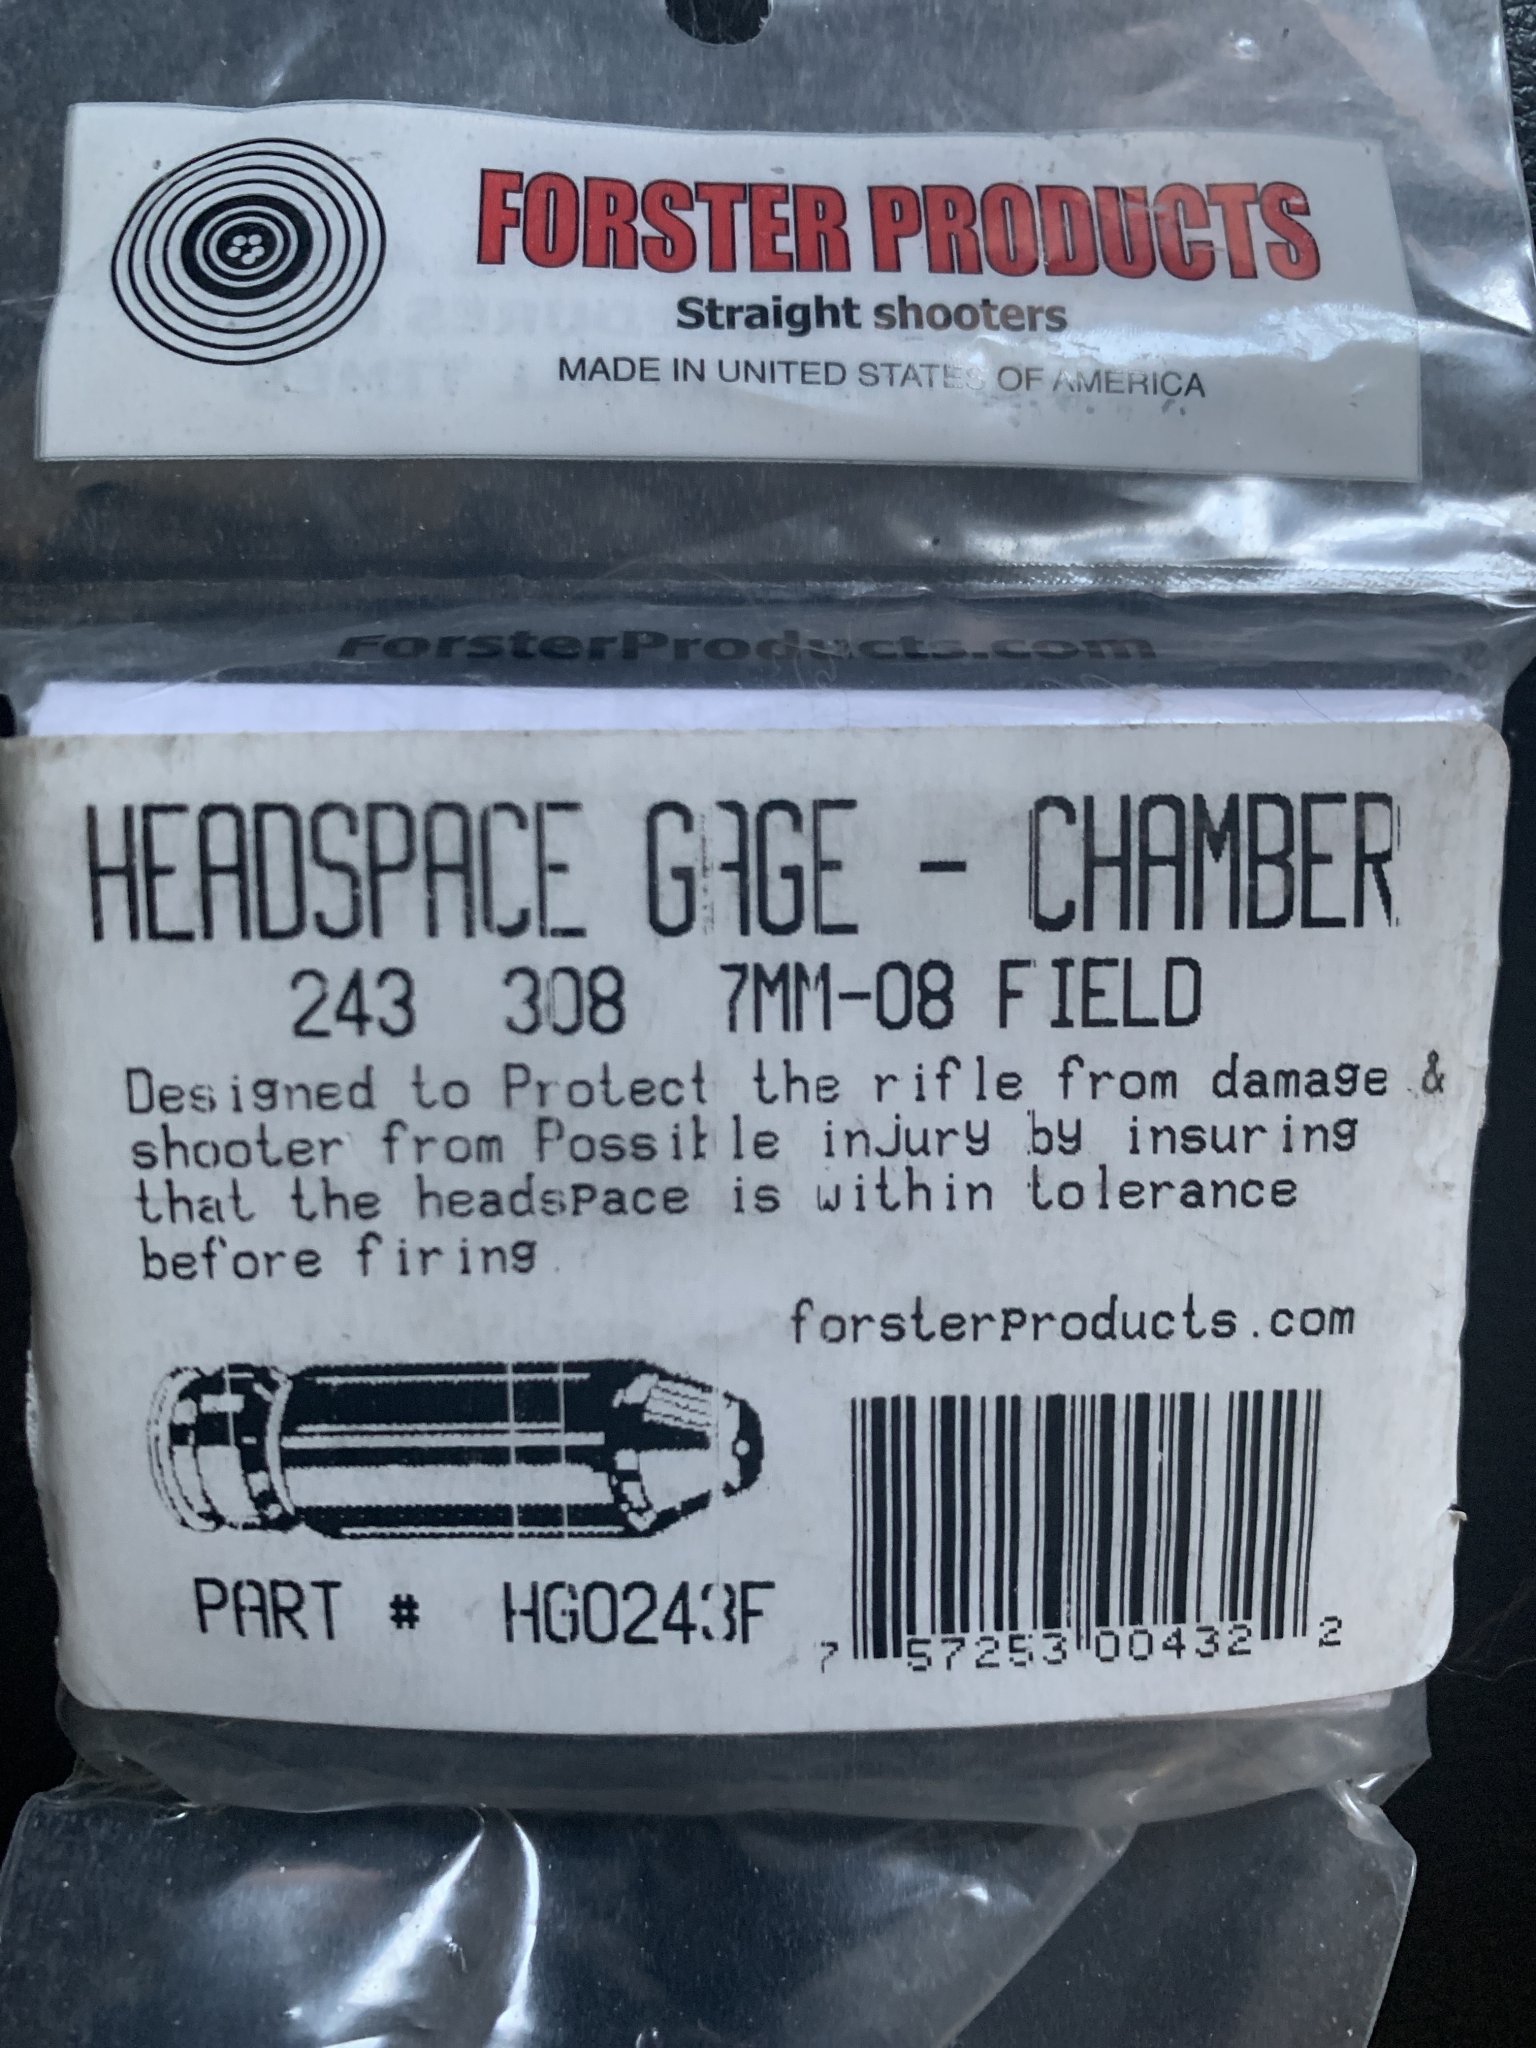 FORSTER PRODUCTS
Straight shooters
MADE IN UNITED STATES OF AMERICA
ForsterProducts.com
HEADSPACE GAGE - CHAMBER
243 308 7MM-08 FIELD
Designed to Protect the rifle from damage &
shooter from Possible injury by insuring
that the headspace is within tolerance
before firing.
forsterproducts.com
PART # HG0243F
7 57253 00432 2